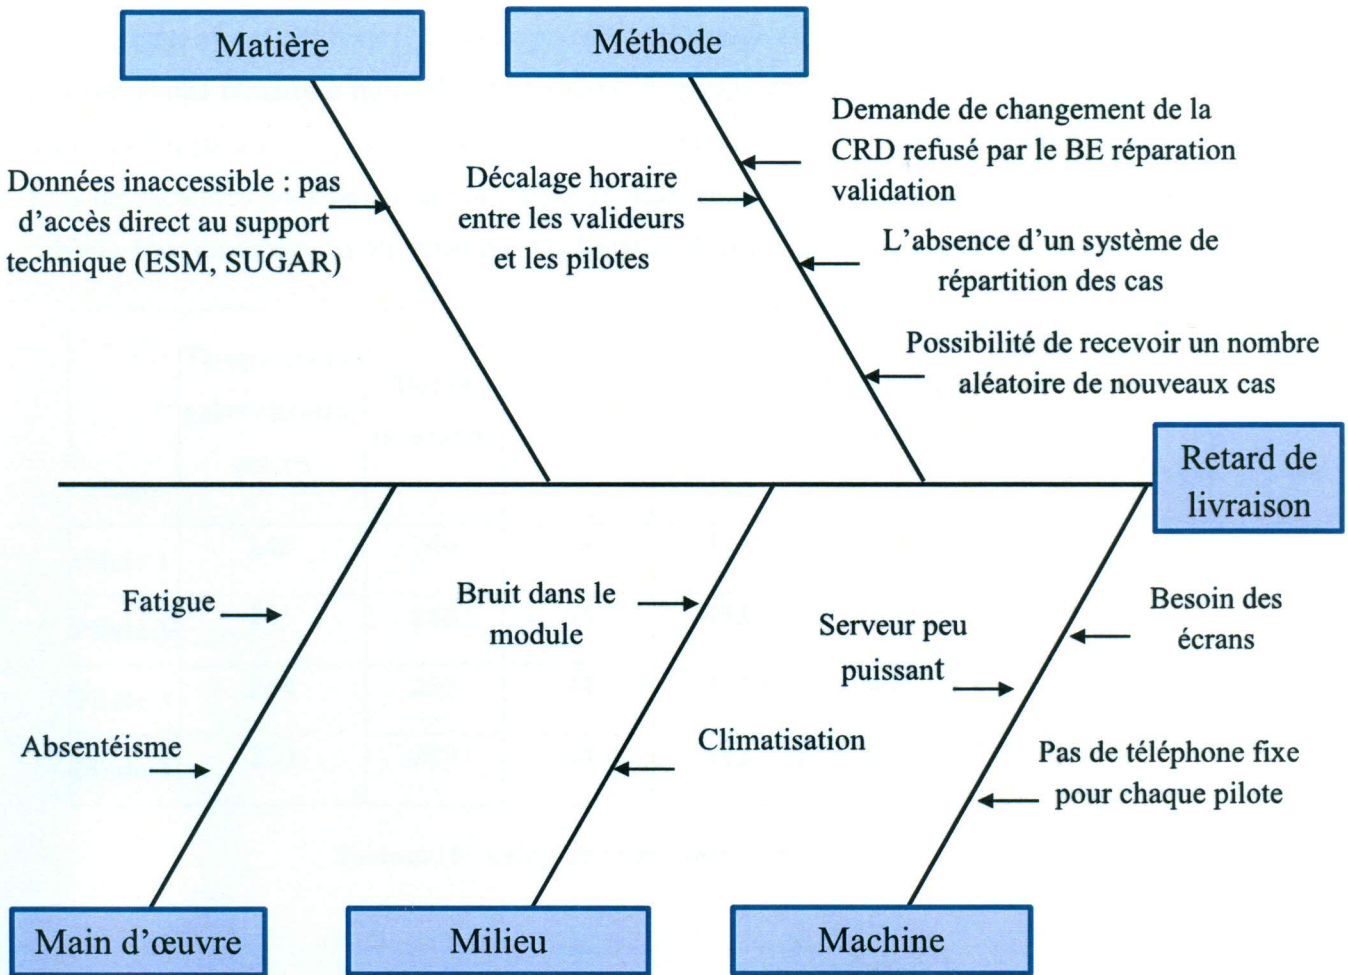 Matière
Méthode
Données inaccessible : pas
d’accès direct au support
technique (ESM, SUGAR)
Décalage horaire
entre les valideurs
et les pilotes
Demande de changement de la
CRD refusé par le BE réparation
validation
L’absence d’un système de
répartition des cas
Possibilité de recevoir un nombre
aléatoire de nouveaux cas
Retard de
livraison
Fatigue
Absentéisme
Bruit dans le
module
Climatisation
Serveur peu
puissant
Besoin des
écrans
Pas de téléphone fixe
pour chaque pilote
Main d’œuvre
Milieu
Machine